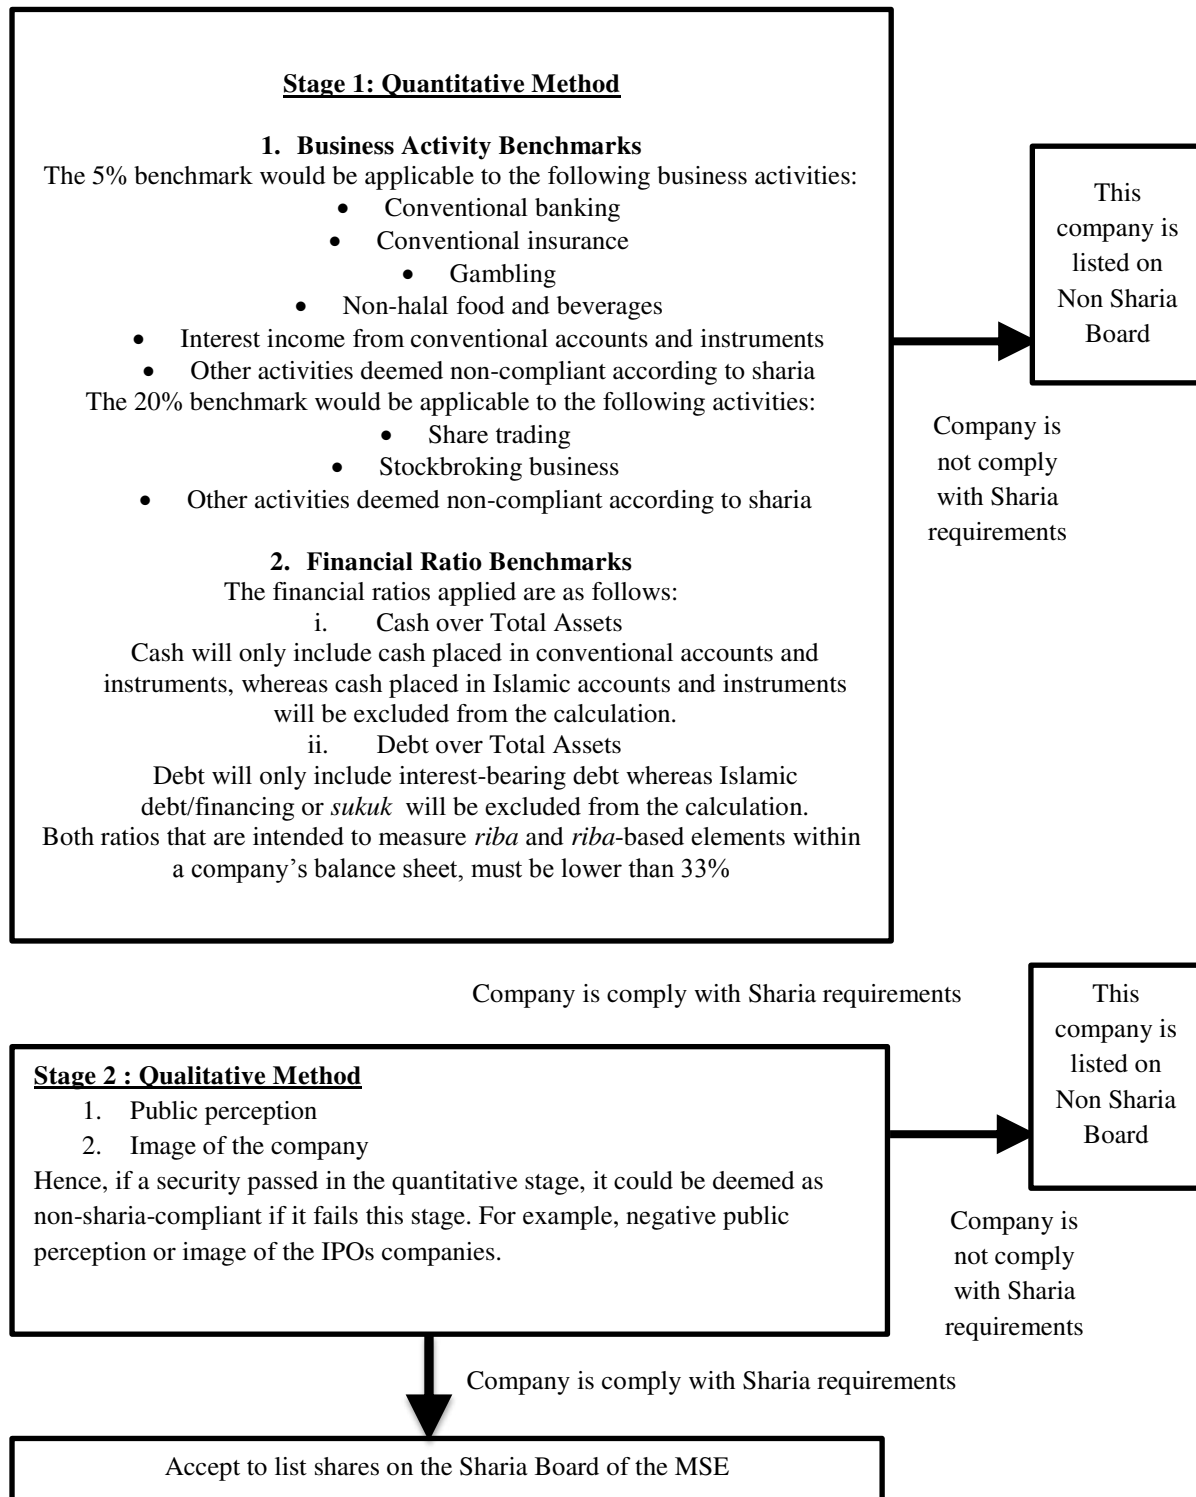 Stage 1: Quantitative Method
1. Business Activity Benchmarks
The 5% benchmark would be applicable to the following business activities:
• Conventional banking
• Conventional insurance
• Gambling
• Non-halal food and beverages
• Interest income from conventional accounts and instruments
• Other activities deemed non-compliant according to sharia
The 20% benchmark would be applicable to the following activities:
• Share trading
• Stockbroking business
• Other activities deemed non-compliant according to sharia
2. Financial Ratio Benchmarks
The financial ratios applied are as follows:
i. Cash over Total Assets
Cash will only include cash placed in conventional accounts and
instruments, whereas cash placed in Islamic accounts and instruments
will be excluded from the calculation.
ii. Debt over Total Assets
Debt will only include interest-bearing debt whereas Islamic
debt/financing or sukuk will be excluded from the calculation.
Both ratios that are intended to measure riba and riba-based elements within
a company's balance sheet, must be lower than 33%
This
company is
listed on
Non Sharia
Board
Company is
not comply
with Sharia
requirements
Company is comply with Sharia requirements
Stage 2 : Qualitative Method
1. Public perception
2. Image of the company
Hence, if a security passed in the quantitative stage, it could be deemed as
non-sharia-compliant if it fails this stage. For example, negative public
perception or image of the IPOs companies.
This
company is
listed on
Non Sharia
Board
Company is
not comply
with Sharia
requirements
Company is comply with Sharia requirements
Accept to list shares on the Sharia Board of the MSE